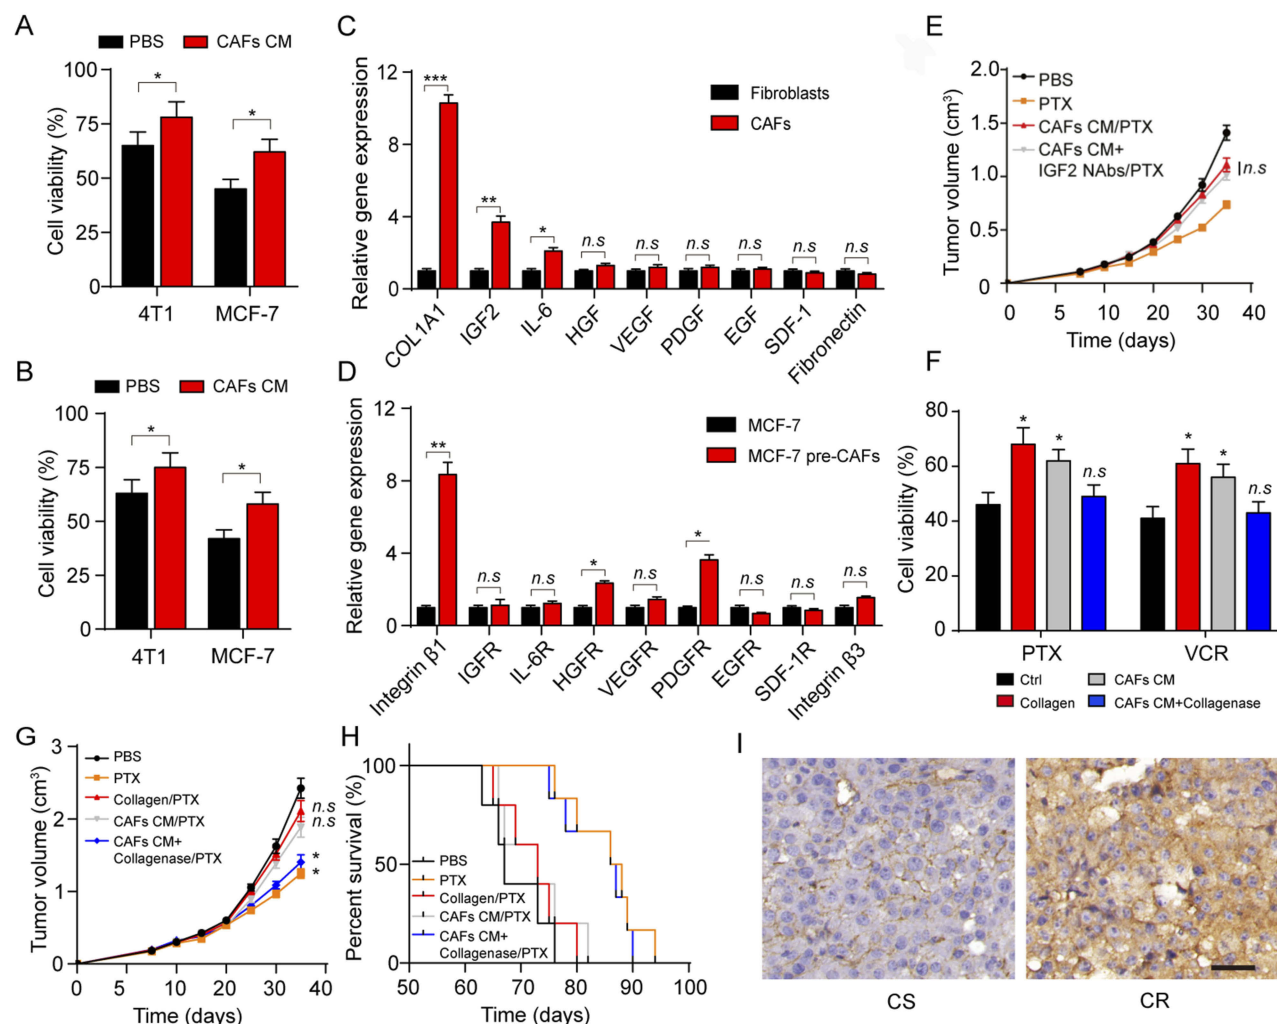 A
PBS CAFs CM
Cell viability (%)
100
75
50
25
0
*
*
4T1 MCF-7
B
PBS CAFs CM
Cell viability (%)
100
75
50
25
0
*
*
4T1 MCF-7
C
Relative gene expression
12
8
4
0
Fibroblasts
CAFs
*** ** * n.s n.s n.s n.s n.s n.s
COL1A1 IGF2 IL-6 HGF VEGF PDGF EGF SDF-1 Fibronectin
D
Relative gene expression
12
8
4
0
MCF-7
MCF-7 pre-CAFs
** n.s n.s * n.s * n.s n.s n.s
Integrin β1 IGFR IL-6R HGFR VEGFR PDGFR EGFR SDF-1R Integrin β3
E
Tumor volume (cm³)
2.0
1.5
1.0
0.5
0
PBS
PTX
CAFs CM/PTX
CAFs CM+
IGF2 NAbs/PTX
n.s
0 5 10 20 30 40
Time (days)
F
Cell viability (%)
80
60
40
20
0
* * n.s * * n.s
PTX VCR
Ctrl CAFs CM
Collagen CAFs CM+Collagenase
G
Tumor volume (cm³)
3
2
1
0
PBS
PTX
Collagen/PTX
CAFs CM/PTX
CAFs CM+
Collagenase/PTX
n.s
n.s
*
*
0 5 10 20 30 40
Time (days)
H
Percent survival (%)
100
50
0
PBS
PTX
Collagen/PTX
CAFs CM/PTX
CAFs CM+
Collagenase/PTX
50 60 70 80 90 100
Time (days)
I
CS CR